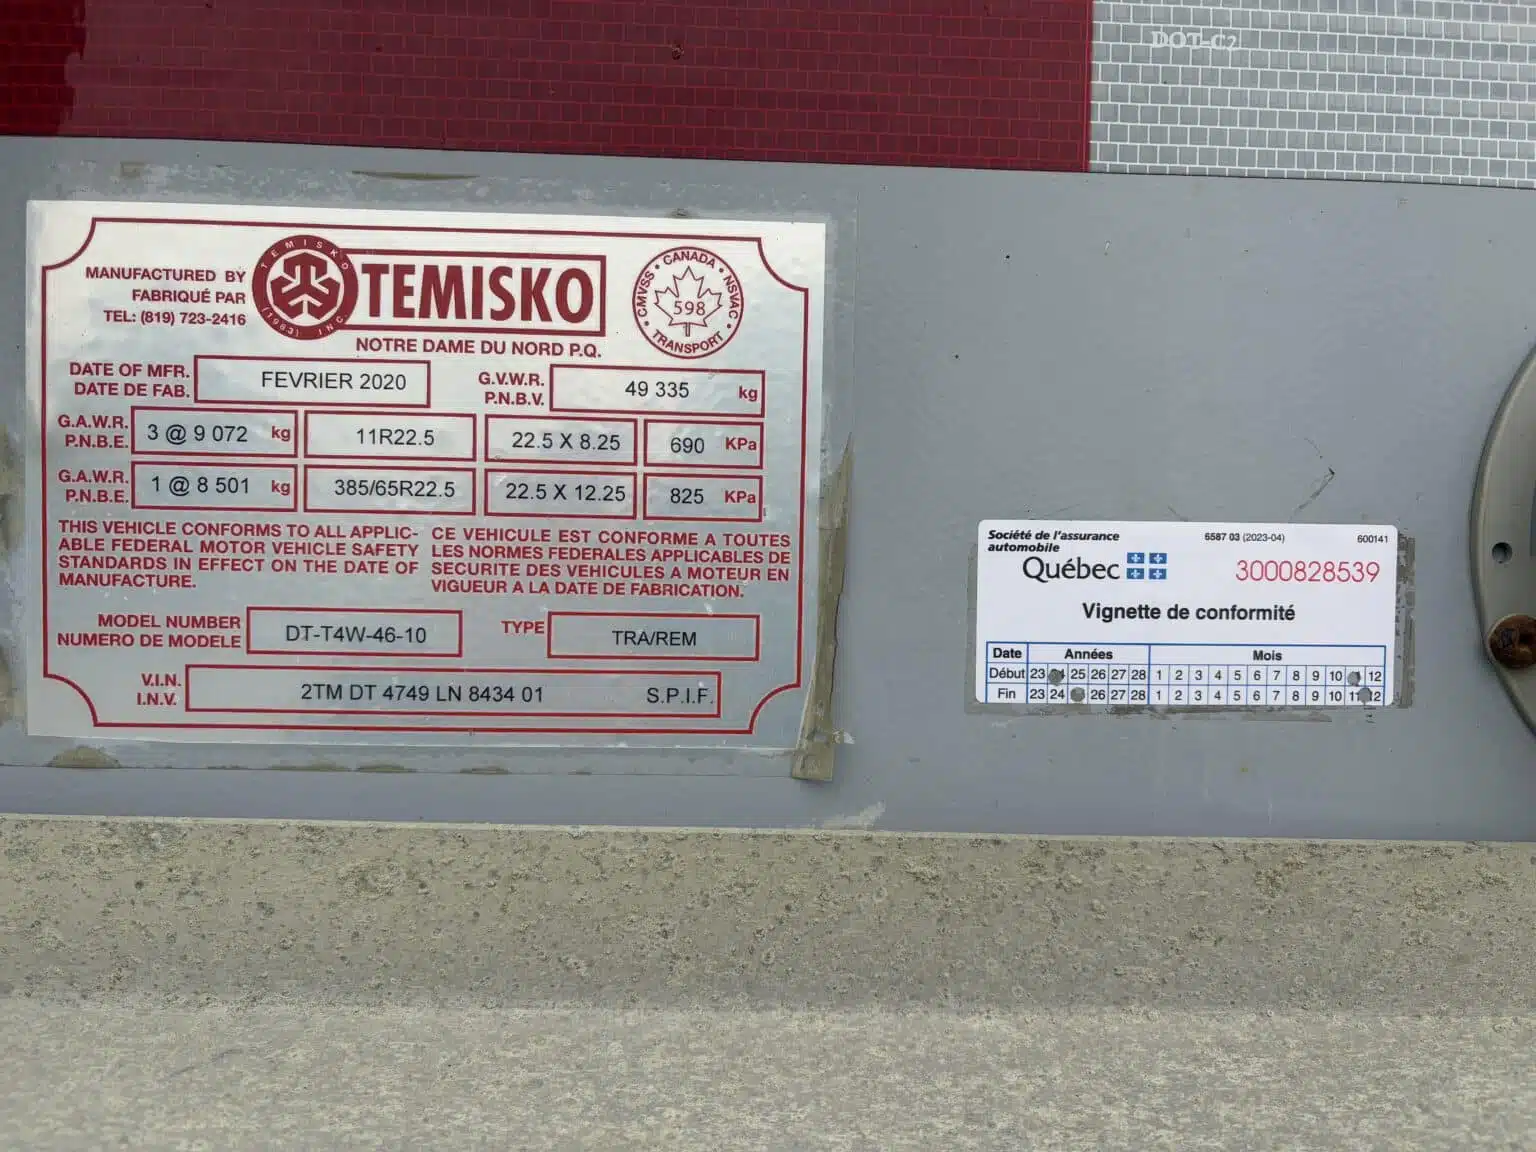 DOT-C2
TEMISKO
(1983) INC.
MANUFACTURED BY
FABRIQUÉ PAR
TEL: (819) 723-2416
TEMISKO
NOTRE DAME DU NORD P.Q.
CANADA
CMVSS • NSVAC
598
TRANSPORT
DATE OF MFR.
DATE DE FAB.
FEVRIER 2020
G.V.W.R.
P.N.B.V.
49 335 kg
G.A.W.R.
P.N.B.E.
3 @ 9 072 kg 11R22.5 22.5 X 8.25 690 KPa
G.A.W.R.
P.N.B.E.
1 @ 8 501 kg 385/65R22.5 22.5 X 12.25 825 KPa
THIS VEHICLE CONFORMS TO ALL APPLIC-
ABLE FEDERAL MOTOR VEHICLE SAFETY
STANDARDS IN EFFECT ON THE DATE OF
MANUFACTURE.
CE VEHICULE EST CONFORME A TOUTES
LES NORMES FEDERALES APPLICABLES DE
SECURITE DES VEHICULES A MOTEUR EN
VIGUEUR A LA DATE DE FABRICATION.
MODEL NUMBER
NUMERO DE MODELE
DT-T4W-46-10
TYPE TRA/REM
V.I.N.
I.N.V.
2TM DT 4749 LN 8434 01 S.P.I.F.
Société de l'assurance
automobile
Québec
6587 03 (2023-04) 600141
3000828539
Vignette de conformité
Date Années Mois
Début 23 25 26 27 28 1 2 3 4 5 6 7 8 9 10 12
Fin 23 24 26 27 28 1 2 3 4 5 6 7 8 9 10 11 12